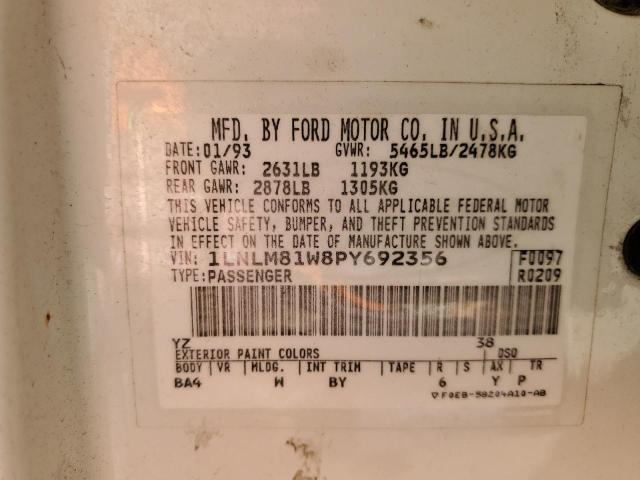 MFD. BY FORD MOTOR CO. IN U.S.A.
DATE: 01/93 GVWR: 5465LB/2478KG
FRONT GAWR: 2631LB 1193KG
REAR GAWR: 2878LB 1305KG
THIS VEHICLE CONFORMS TO ALL APPLICABLE FEDERAL MOTOR
VEHICLE SAFETY, BUMPER, AND THEFT PREVENTION STANDARDS
IN EFFECT ON THE DATE OF MANUFACTURE SHOWN ABOVE.
VIN: 1LNLM81W8PY692356 F0097
TYPE: PASSENGER R0209
YZ 38
EXTERIOR PAINT COLORS DSO
BODY VR MLDG. INT TRIM TAPE R S AX TR
BA4 W BY 6 Y P
▽F0EB-58204A10-AB